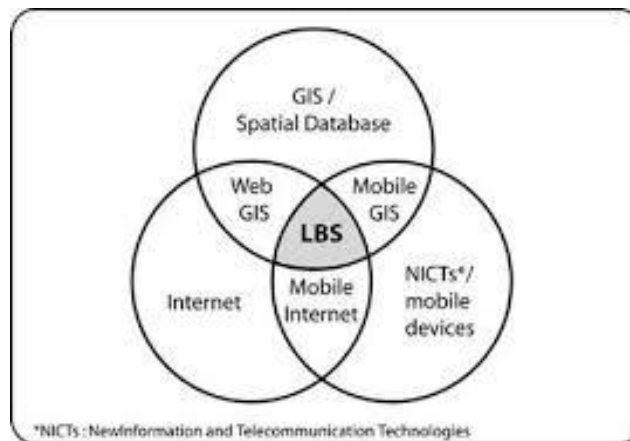 GIS /
Spatial Database
Web
GIS
Mobile
GIS
LBS
Internet
Mobile
Internet
NICTs*/
mobile
devices
*NICTs : NewInformation and Telecommunication Technologies